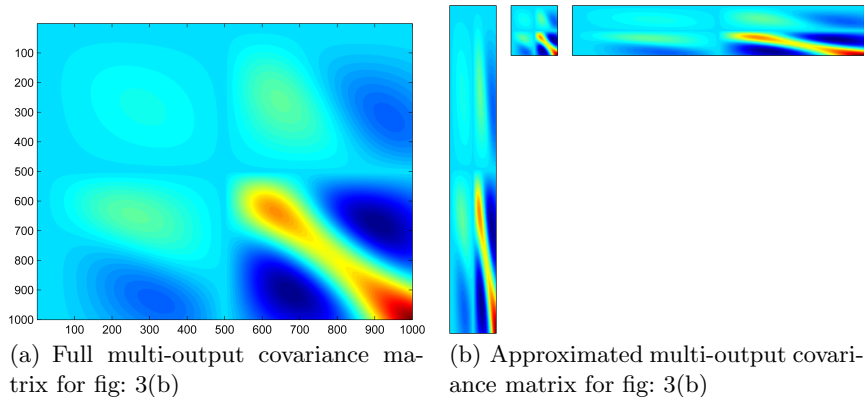 100
200
300
400
500
600
700
800
900
1000
100 200 300 400 500 600 700 800 900 1000
(a) Full multi-output covariance ma-
trix for fig: 3(b)
(b) Approximated multi-output covari-
ance matrix for fig: 3(b)